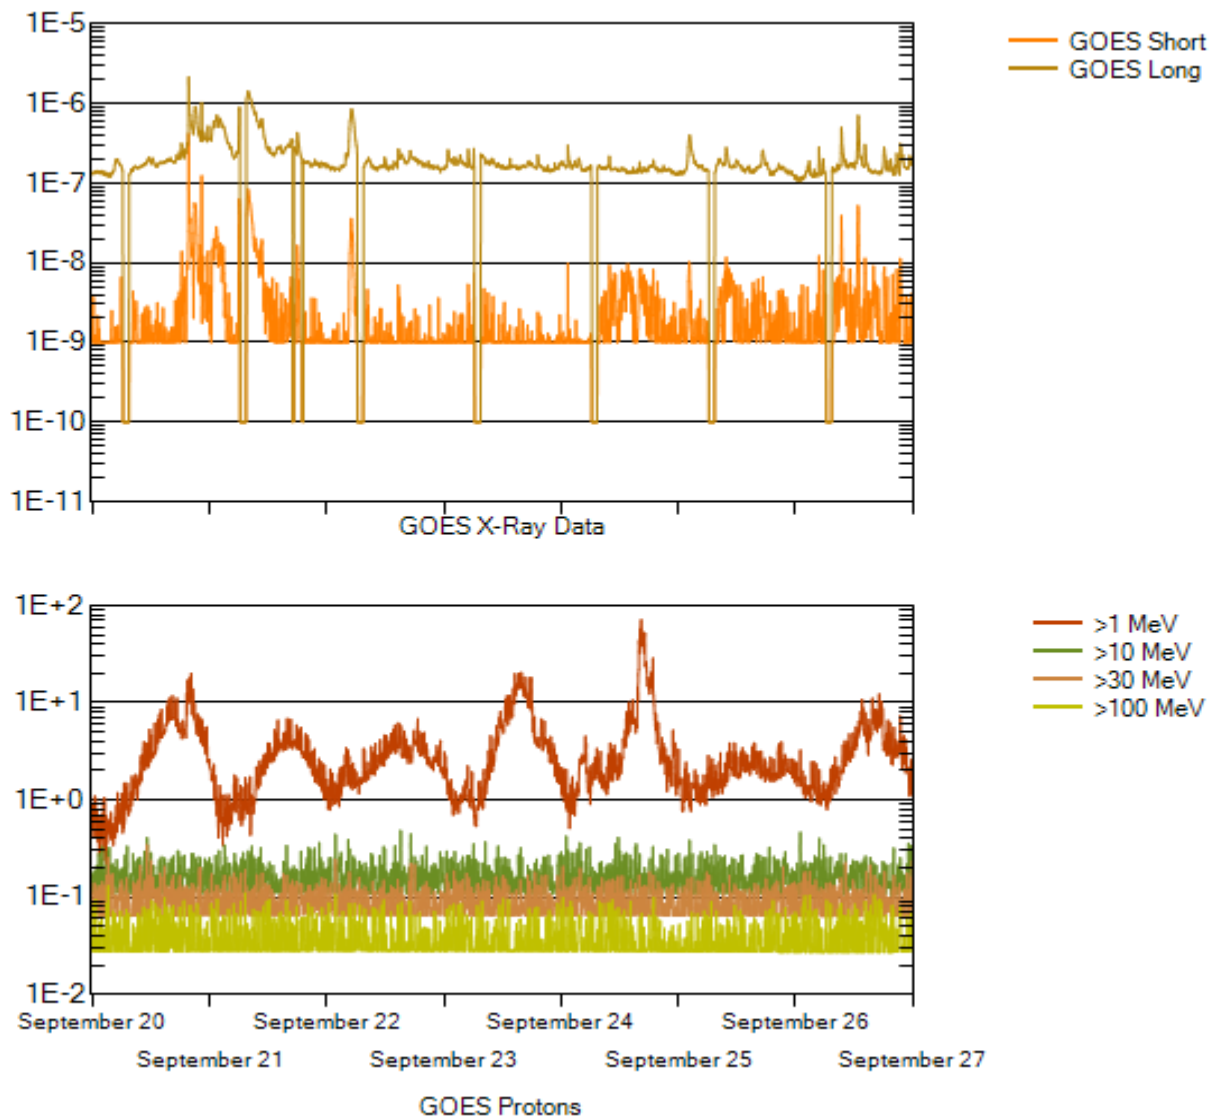 1E-5
1E-6
1E-7
1E-8
1E-9
1E-10
1E-11
GOES Short
GOES Long
GOES X-Ray Data
1E+2
1E+1
1E+0
1E-1
1E-2
>1 MeV
>10 MeV
>30 MeV
>100 MeV
September 20 September 22 September 24 September 26
September 21 September 23 September 25 September 27
GOES Protons